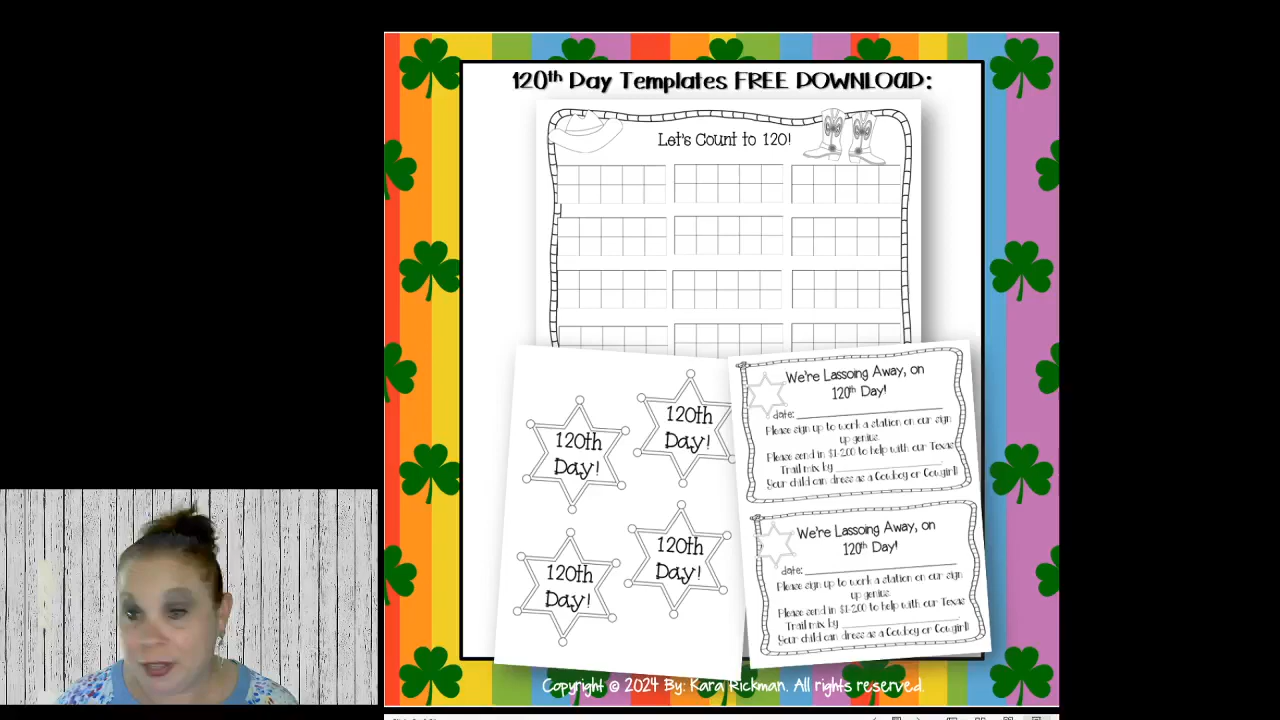 120th Day Templates FREE DOWNLOAD:
Let's Count to 120!
120th
Day!
120th
Day!
120th
Day!
120th
Day!
We're Lassoing Away, on
120th Day!
date:
Please sign up to work a station on our sign
up genius.
Please send in $1-2.00 to help with our Texas
Trail mix by
Your child can dress as a Cowboy or Cowgirl!
We're Lassoing Away, on
120th Day!
date:
Please sign up to work a station on our sign
up genius.
Please send in $1-2.00 to help with our Texas
Trail mix by
Your child can dress as a Cowboy or Cowgirl!
Copyright © 2024 By: Kara Rickman. All rights reserved.